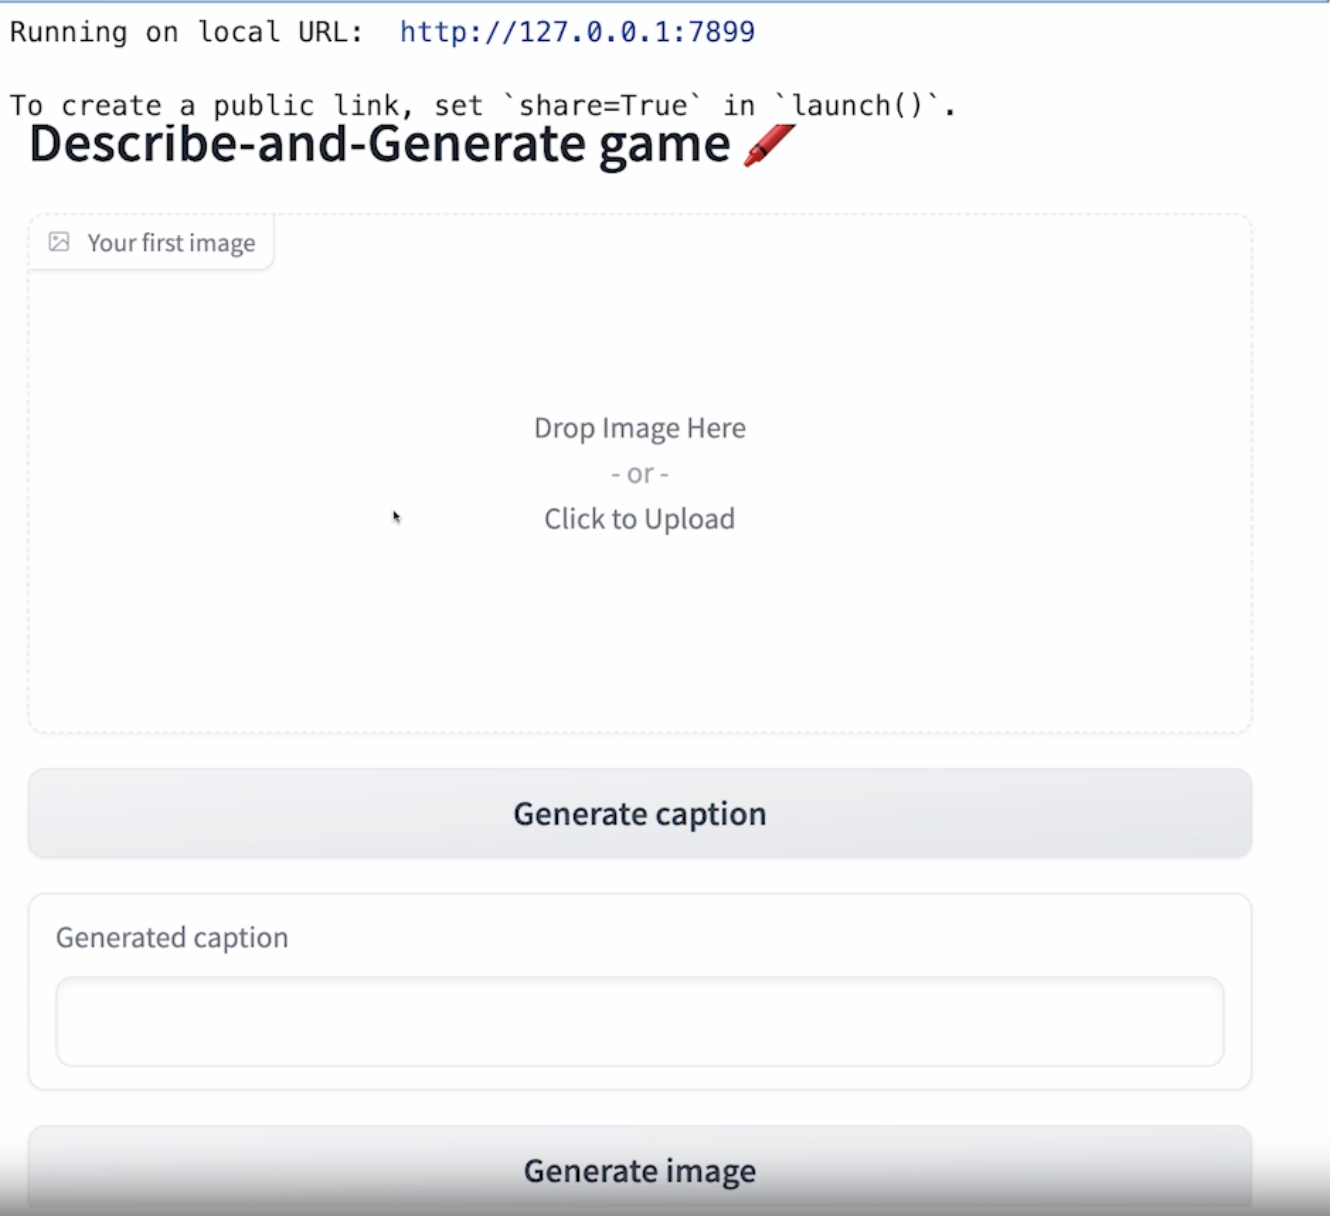 Running on local URL:  http://127.0.0.1:7899
To create a public link, set `share=True` in `launch()`.
Describe-and-Generate game
Your first image
Drop Image Here
- or -
Click to Upload
Generate caption
Generated caption
Generate image